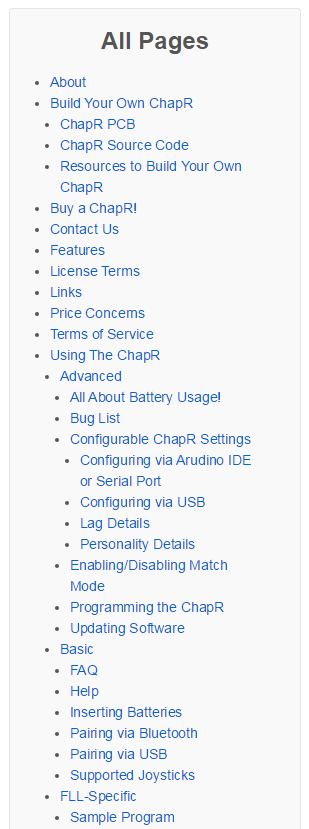 All Pages
About
Build Your Own ChapR
ChapR PCB
ChapR Source Code
Resources to Build Your Own
ChapR
Buy a ChapR!
Contact Us
Features
License Terms
Links
Price Concerns
Terms of Service
Using The ChapR
Advanced
All About Battery Usage!
Bug List
Configurable ChapR Settings
Configuring via Arudino IDE
or Serial Port
Configuring via USB
Lag Details
Personality Details
Enabling/Disabling Match
Mode
Programming the ChapR
Updating Software
Basic
FAQ
Help
Inserting Batteries
Pairing via Bluetooth
Pairing via USB
Supported Joysticks
FLL-Specific
Sample Program